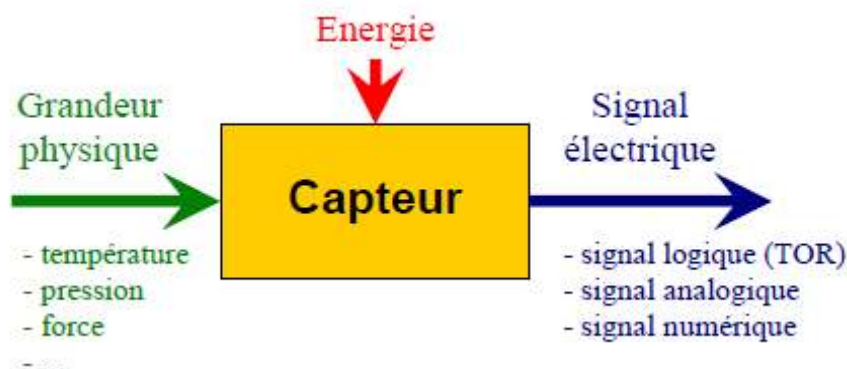 Energie
Grandeur
physique
Capteur
Signal
électrique
- température
- pression
- force
- signal logique (TOR)
- signal analogique
- signal numérique